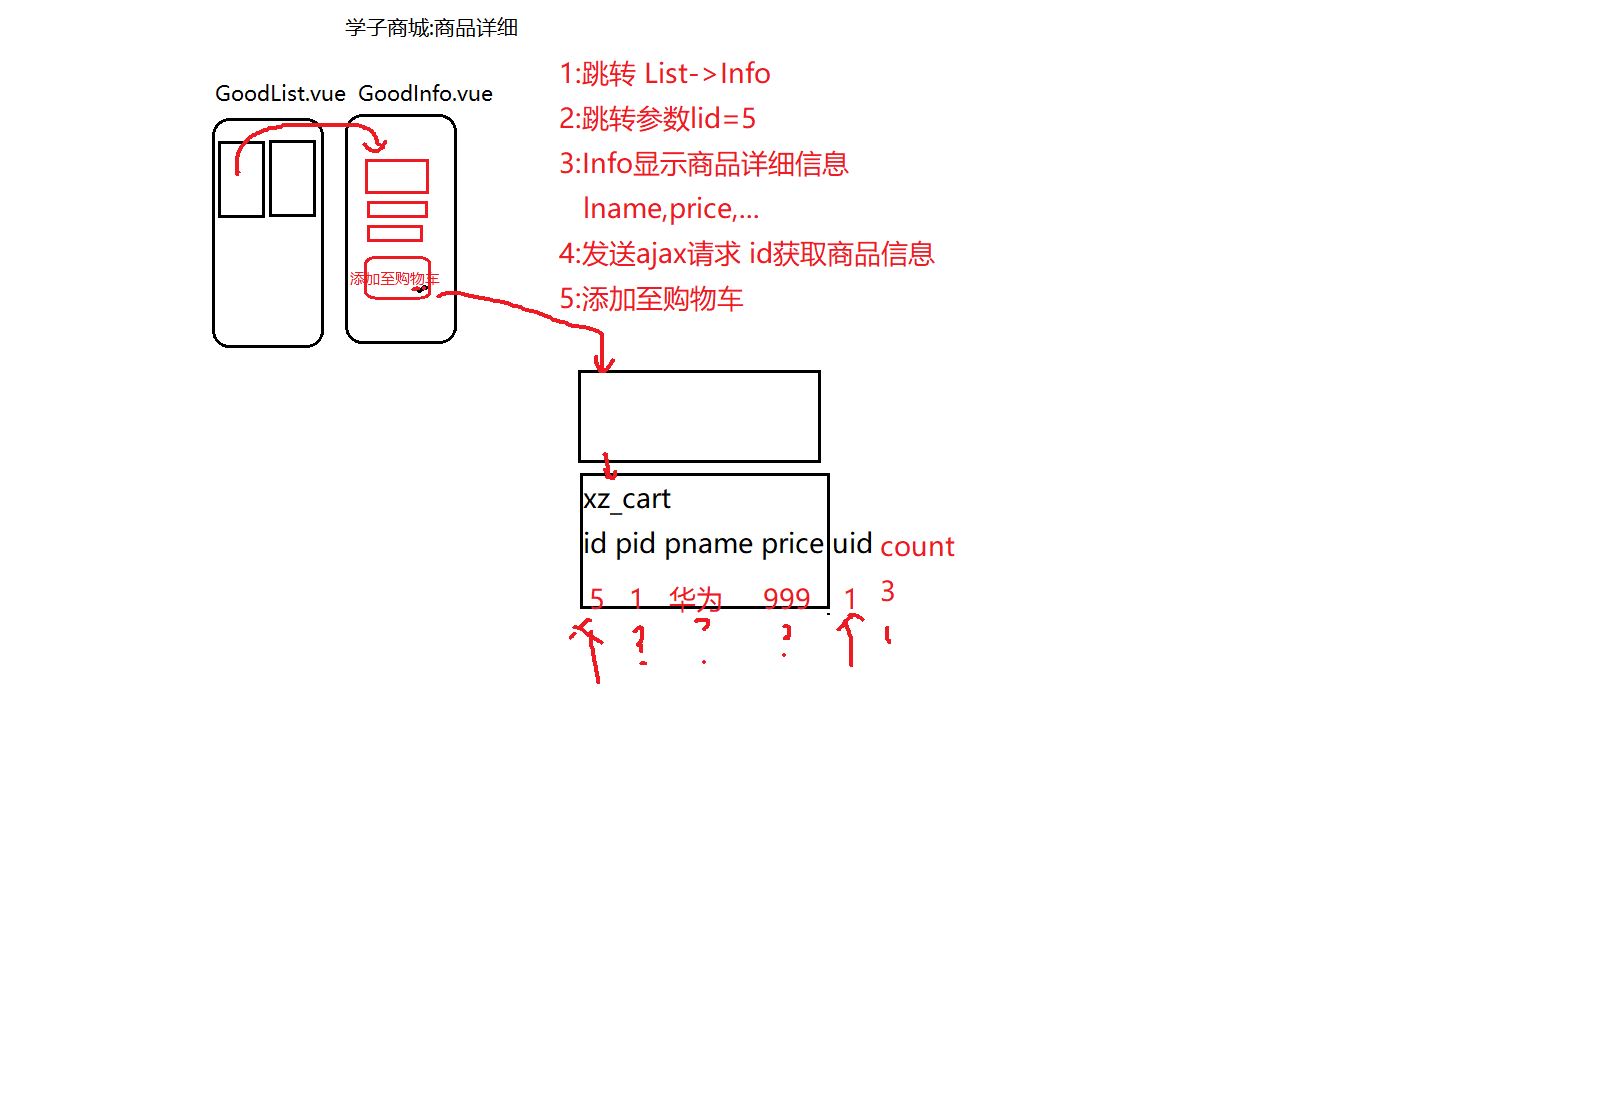 学子商城:商品详细
GoodList.vue GoodInfo.vue
添加至购物车
1:跳转 List->Info
2:跳转参数lid=5
3:Info显示商品详细信息
lname,price,...
4:发送ajax请求 id获取商品信息
5:添加至购物车
xz_cart
id pid pname price uid count
5 1 华为 999 1 3
? ? ?